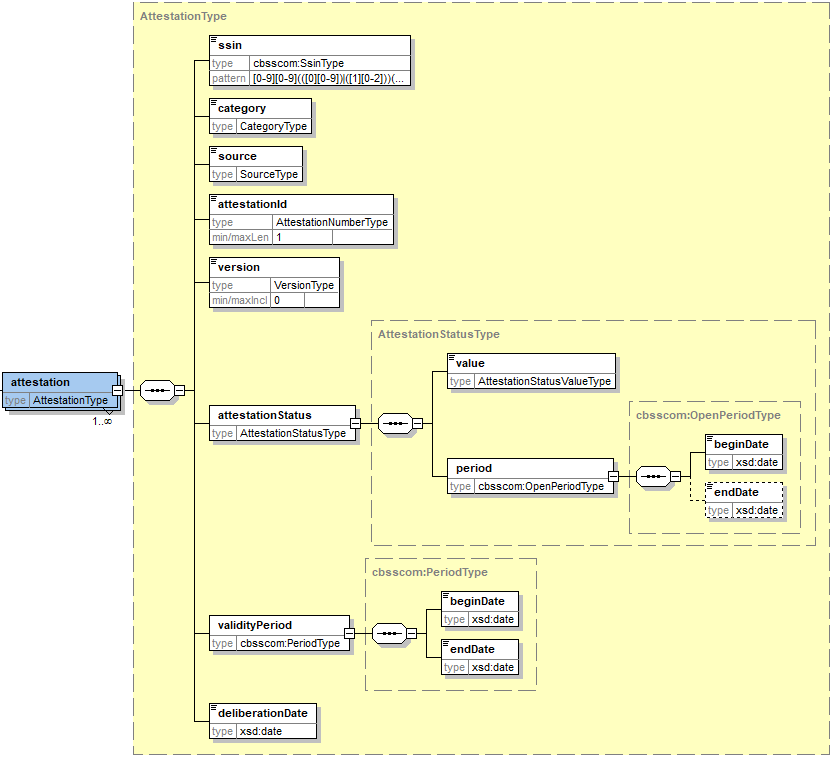 AttestationType
ssin
type cbsscom:SsinType
pattern [0-9][0-9](([0][0-9])|([1][0-2]))(...
category
type CategoryType
source
type SourceType
attestationId
type AttestationNumberType
min/maxLen 1
version
type VersionType
min/maxIncl 0
attestation
type AttestationType
1..∞
AttestationStatusType
value
type AttestationStatusValueType
attestationStatus
type AttestationStatusType
cbsscom:OpenPeriodType
period
type cbsscom:OpenPeriodType
beginDate
type xsd:date
endDate
type xsd:date
cbsscom:PeriodType
validityPeriod
type cbsscom:PeriodType
beginDate
type xsd:date
endDate
type xsd:date
deliberationDate
type xsd:date